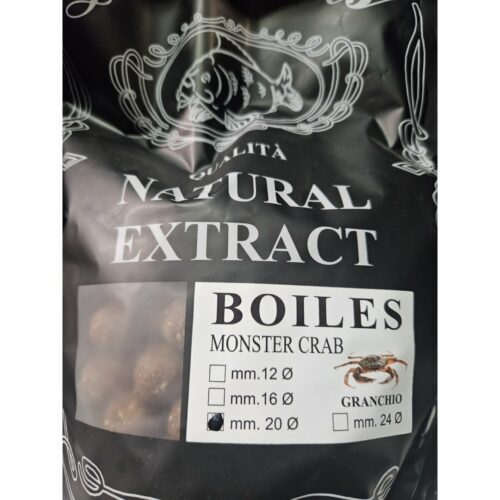 QUALITÀ
NATURAL
EXTRACT
BOILES
MONSTER CRAB
mm.12 Ø
mm.16 Ø
GRANCHIO
mm. 20 Ø
mm. 24 Ø